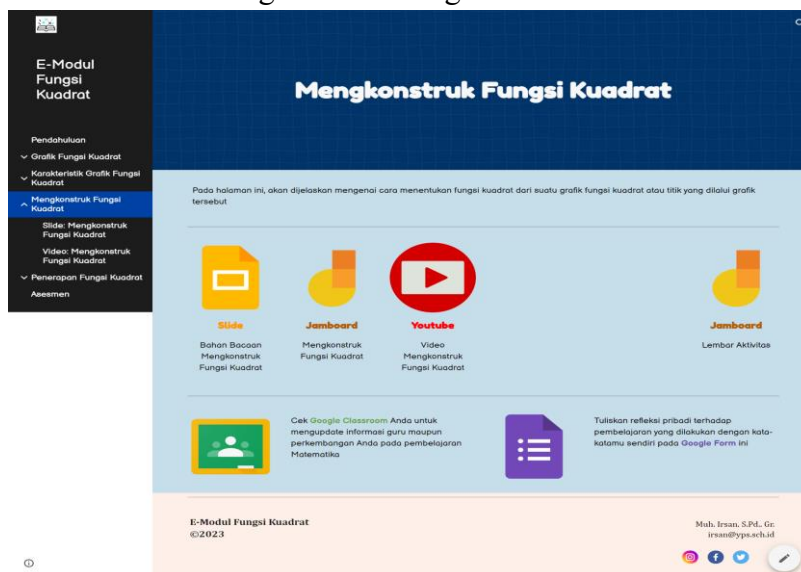 E-Modul
Fungsi
Kuadrat
Pendahuluan
Grafik Fungsi Kuadrat
Karakteristik Grafik Fungsi
Kuadrat
Mengkonstruk Fungsi
Kuadrat
Slide: Mengkonstruk
Fungsi Kuadrat
Video: Mengkonstruk
Fungsi Kuadrat
Penerapan Fungsi Kuadrat
Asesmen
Mengkonstruk Fungsi Kuadrat
Pada halaman ini, akan dijelaskan mengenai cara menentukan fungsi kuadrat dari suatu grafik fungsi kuadrat atau titik yang dilalui grafik
tersebut
Slide
Bahan Bacaan
Mengkonstruk
Fungsi Kuadrat
Jamboard
Mengkonstruk
Fungsi Kuadrat
Youtube
Video
Mengkonstruk
Fungsi Kuadrat
Jamboard
Lembar Aktivitas
Cek Google Classroom Anda untuk
mengupdate informasi guru maupun
perkembangan Anda pada pembelajaran
Matematika
Tuliskan refleksi pribadi terhadap
pembelajaran yang dilakukan dengan kata-
katamu sendiri pada Google Form ini
E-Modul Fungsi Kuadrat
©2023
Muh. Irsan. S.Pd., Gr.
irsan@yps.sch.id